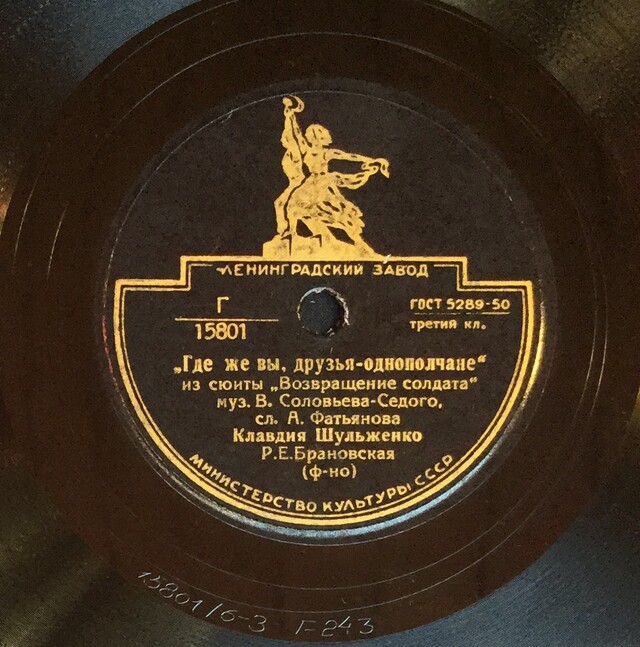 ЛЕНИНГРАДСКИЙ ЗАВОД
Г
15801
ГОСТ 5289-50
третий кл.
„Где же вы, друзья-однополчане“
из сюиты „Возвращение солдата“
муз. В. Соловьева-Седого,
сл. А. Фатьянова
Клавдия Шульженко
Р.Е.Брановская
(ф-но)
МИНИСТЕРСТВО КУЛЬТУРЫ СССР
15801/6-3 Г-243